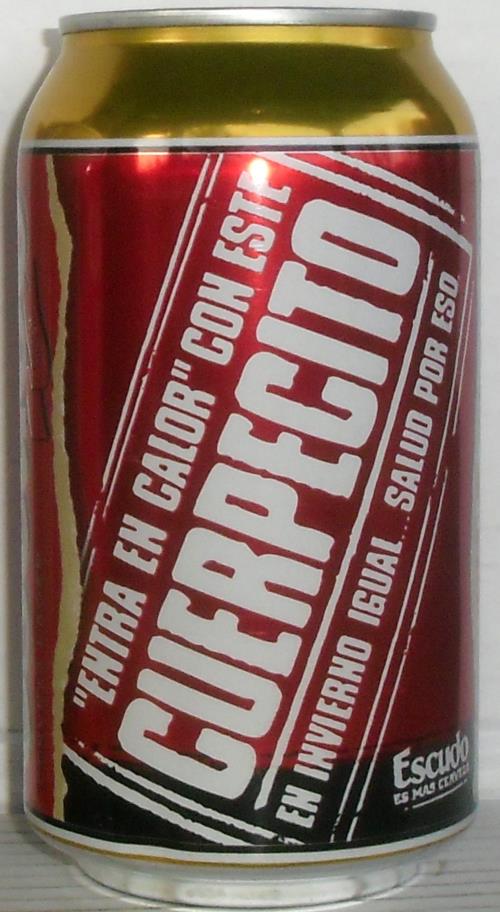 "ENTRA EN CALOR" CON ESTE
CUERPECITO
EN INVIERNO IGUAL...SALUD POR ESO.
Escudo
ES MAS CERVEZA